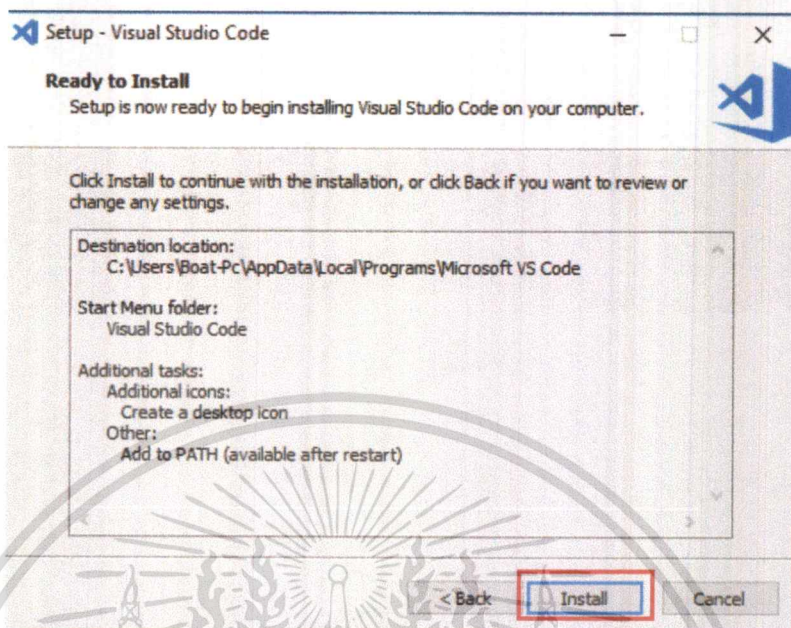 Setup - Visual Studio Code
Ready to Install
Setup is now ready to begin installing Visual Studio Code on your computer.
Click Install to continue with the installation, or click Back if you want to review or
change any settings.
Destination location:
C:\Users\Boat-Pc\AppData\Local\Programs\Microsoft VS Code
Start Menu folder:
Visual Studio Code
Additional tasks:
Additional icons:
Create a desktop icon
Other:
Add to PATH (available after restart)
< Back
Install
Cancel